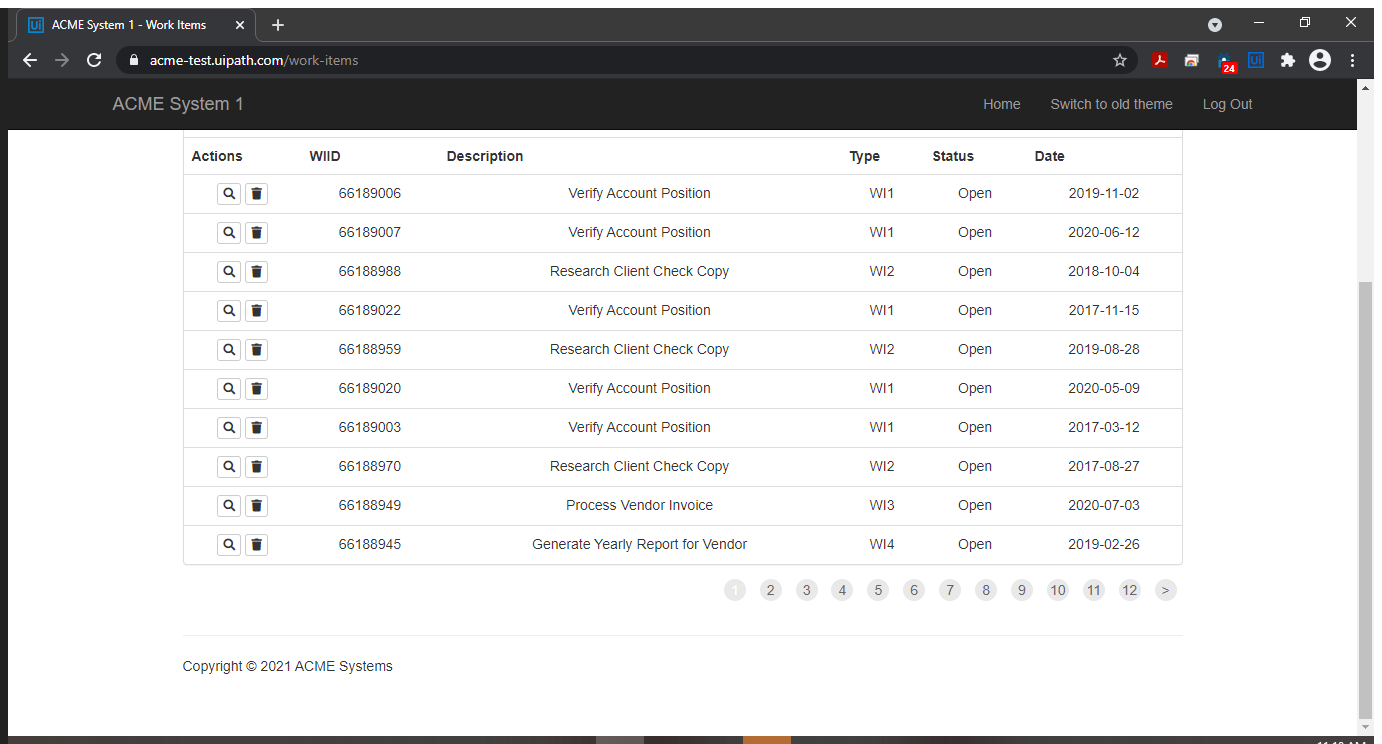 ACME System 1 - Work Items
acme-test.uipath.com/work-items
24
Ui
ACME System 1 Home Switch to old theme Log Out
Actions WIID Description Type Status Date
66189006 Verify Account Position WI1 Open 2019-11-02
66189007 Verify Account Position WI1 Open 2020-06-12
66188988 Research Client Check Copy WI2 Open 2018-10-04
66189022 Verify Account Position WI1 Open 2017-11-15
66188959 Research Client Check Copy WI2 Open 2019-08-28
66189020 Verify Account Position WI1 Open 2020-05-09
66189003 Verify Account Position WI1 Open 2017-03-12
66188970 Research Client Check Copy WI2 Open 2017-08-27
66188949 Process Vendor Invoice WI3 Open 2020-07-03
66188945 Generate Yearly Report for Vendor WI4 Open 2019-02-26
1 2 3 4 5 6 7 8 9 10 11 12 >
Copyright © 2021 ACME Systems